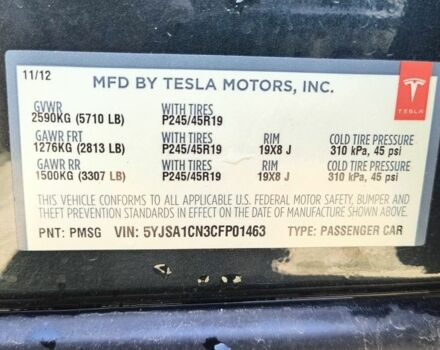 11/12
MFD BY TESLA MOTORS, INC.
TESLA
GVWR WITH TIRES
2590KG (5710 LB) P245/45R19
GAWR FRT WITH TIRES RIM COLD TIRE PRESSURE
1276KG (2813 LB) P245/45R19 19X8 J 310 kPa, 45 psi
GAWR RR WITH TIRES RIM COLD TIRE PRESSURE
1500KG (3307 LB) P245/45R19 19X8 J 310 kPa, 45 psi
THIS VEHICLE CONFORMS TO ALL APPLICABLE U.S. FEDERAL MOTOR SAFETY, BUMPER AND
THEFT PREVENTION STANDARDS IN EFFECT ON THE DATE OF MANUFACTURE SHOWN ABOVE.
PNT: PMSG VIN: 5YJSA1CN3CFP01463 TYPE: PASSENGER CAR